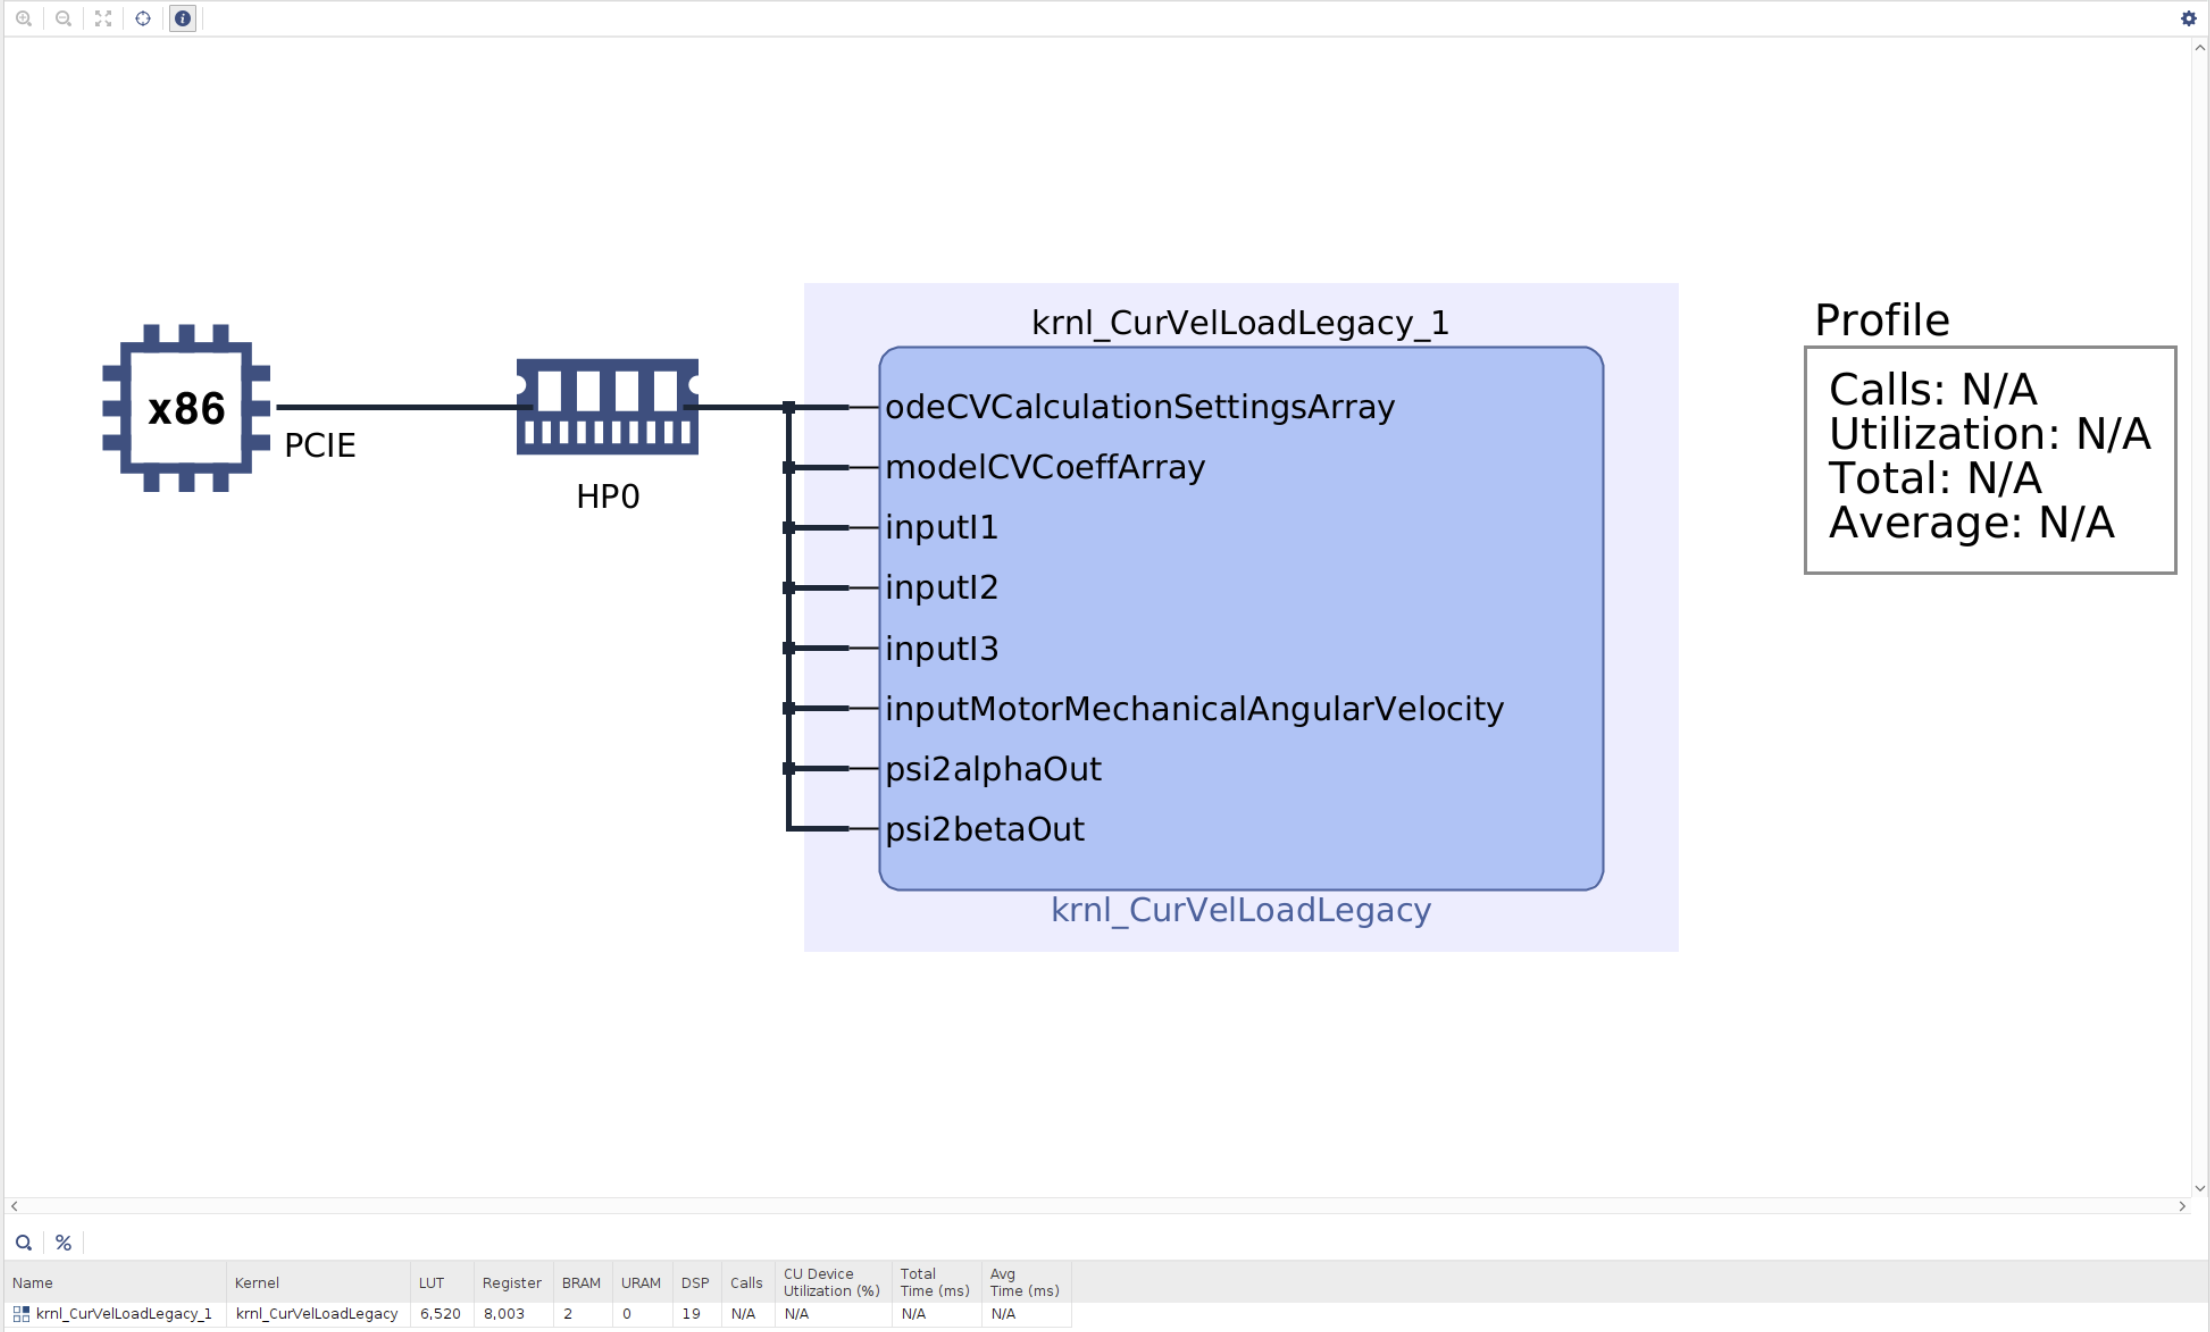 x86
PCIE
HP0
krnl_CurVelLoadLegacy_1
odeCVCalculationSettingsArray
modelCVCoeffArray
inputI1
inputI2
inputI3
inputMotorMechanicalAngularVelocity
psi2alphaOut
psi2betaOut
krnl_CurVelLoadLegacy
Profile
Calls: N/A
Utilization: N/A
Total: N/A
Average: N/A
%
Name Kernel LUT Register BRAM URAM DSP Calls CU Device Utilization (%) Total Time (ms) Avg Time (ms)
krnl_CurVelLoadLegacy_1 krnl_CurVelLoadLegacy 6,520 8,003 2 0 19 N/A N/A N/A N/A